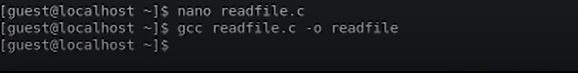 [guest@localhost ~]$ nano readfile.c
[guest@localhost ~]$ gcc readfile.c -o readfile
[guest@localhost ~]$